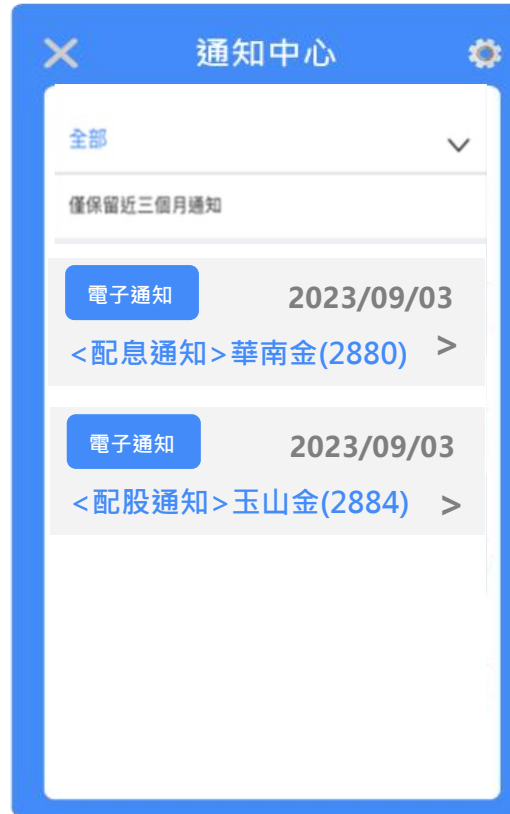 通知中心
全部
僅保留近三個月通知
電子通知
2023/09/03
<配息通知>華南金(2880) >
電子通知
2023/09/03
<配股通知>玉山金(2884) >